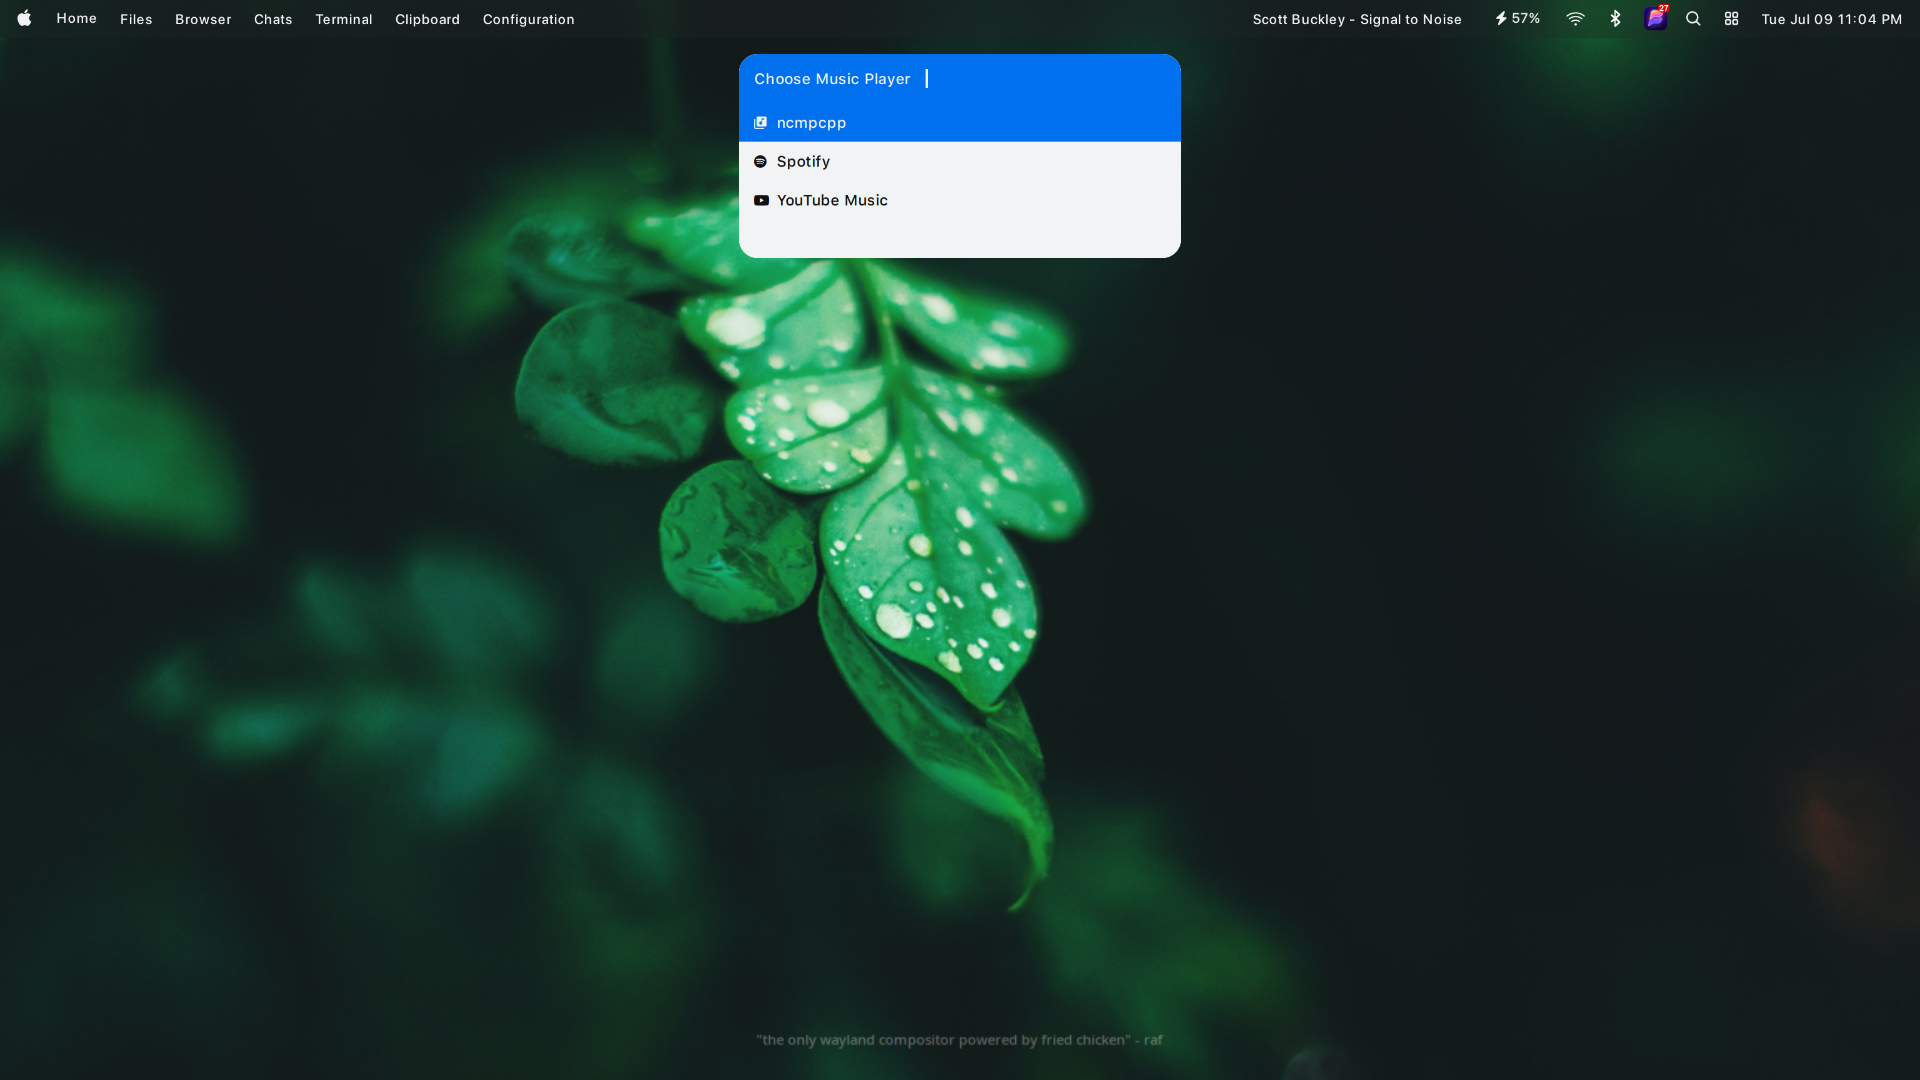 Home Files Browser Chats Terminal Clipboard Configuration Scott Buckley - Signal to Noise 57% 27 Tue Jul 09 11:04 PM
Choose Music Player
ncmpcpp
Spotify
YouTube Music
"the only wayland compositor powered by fried chicken" - raf